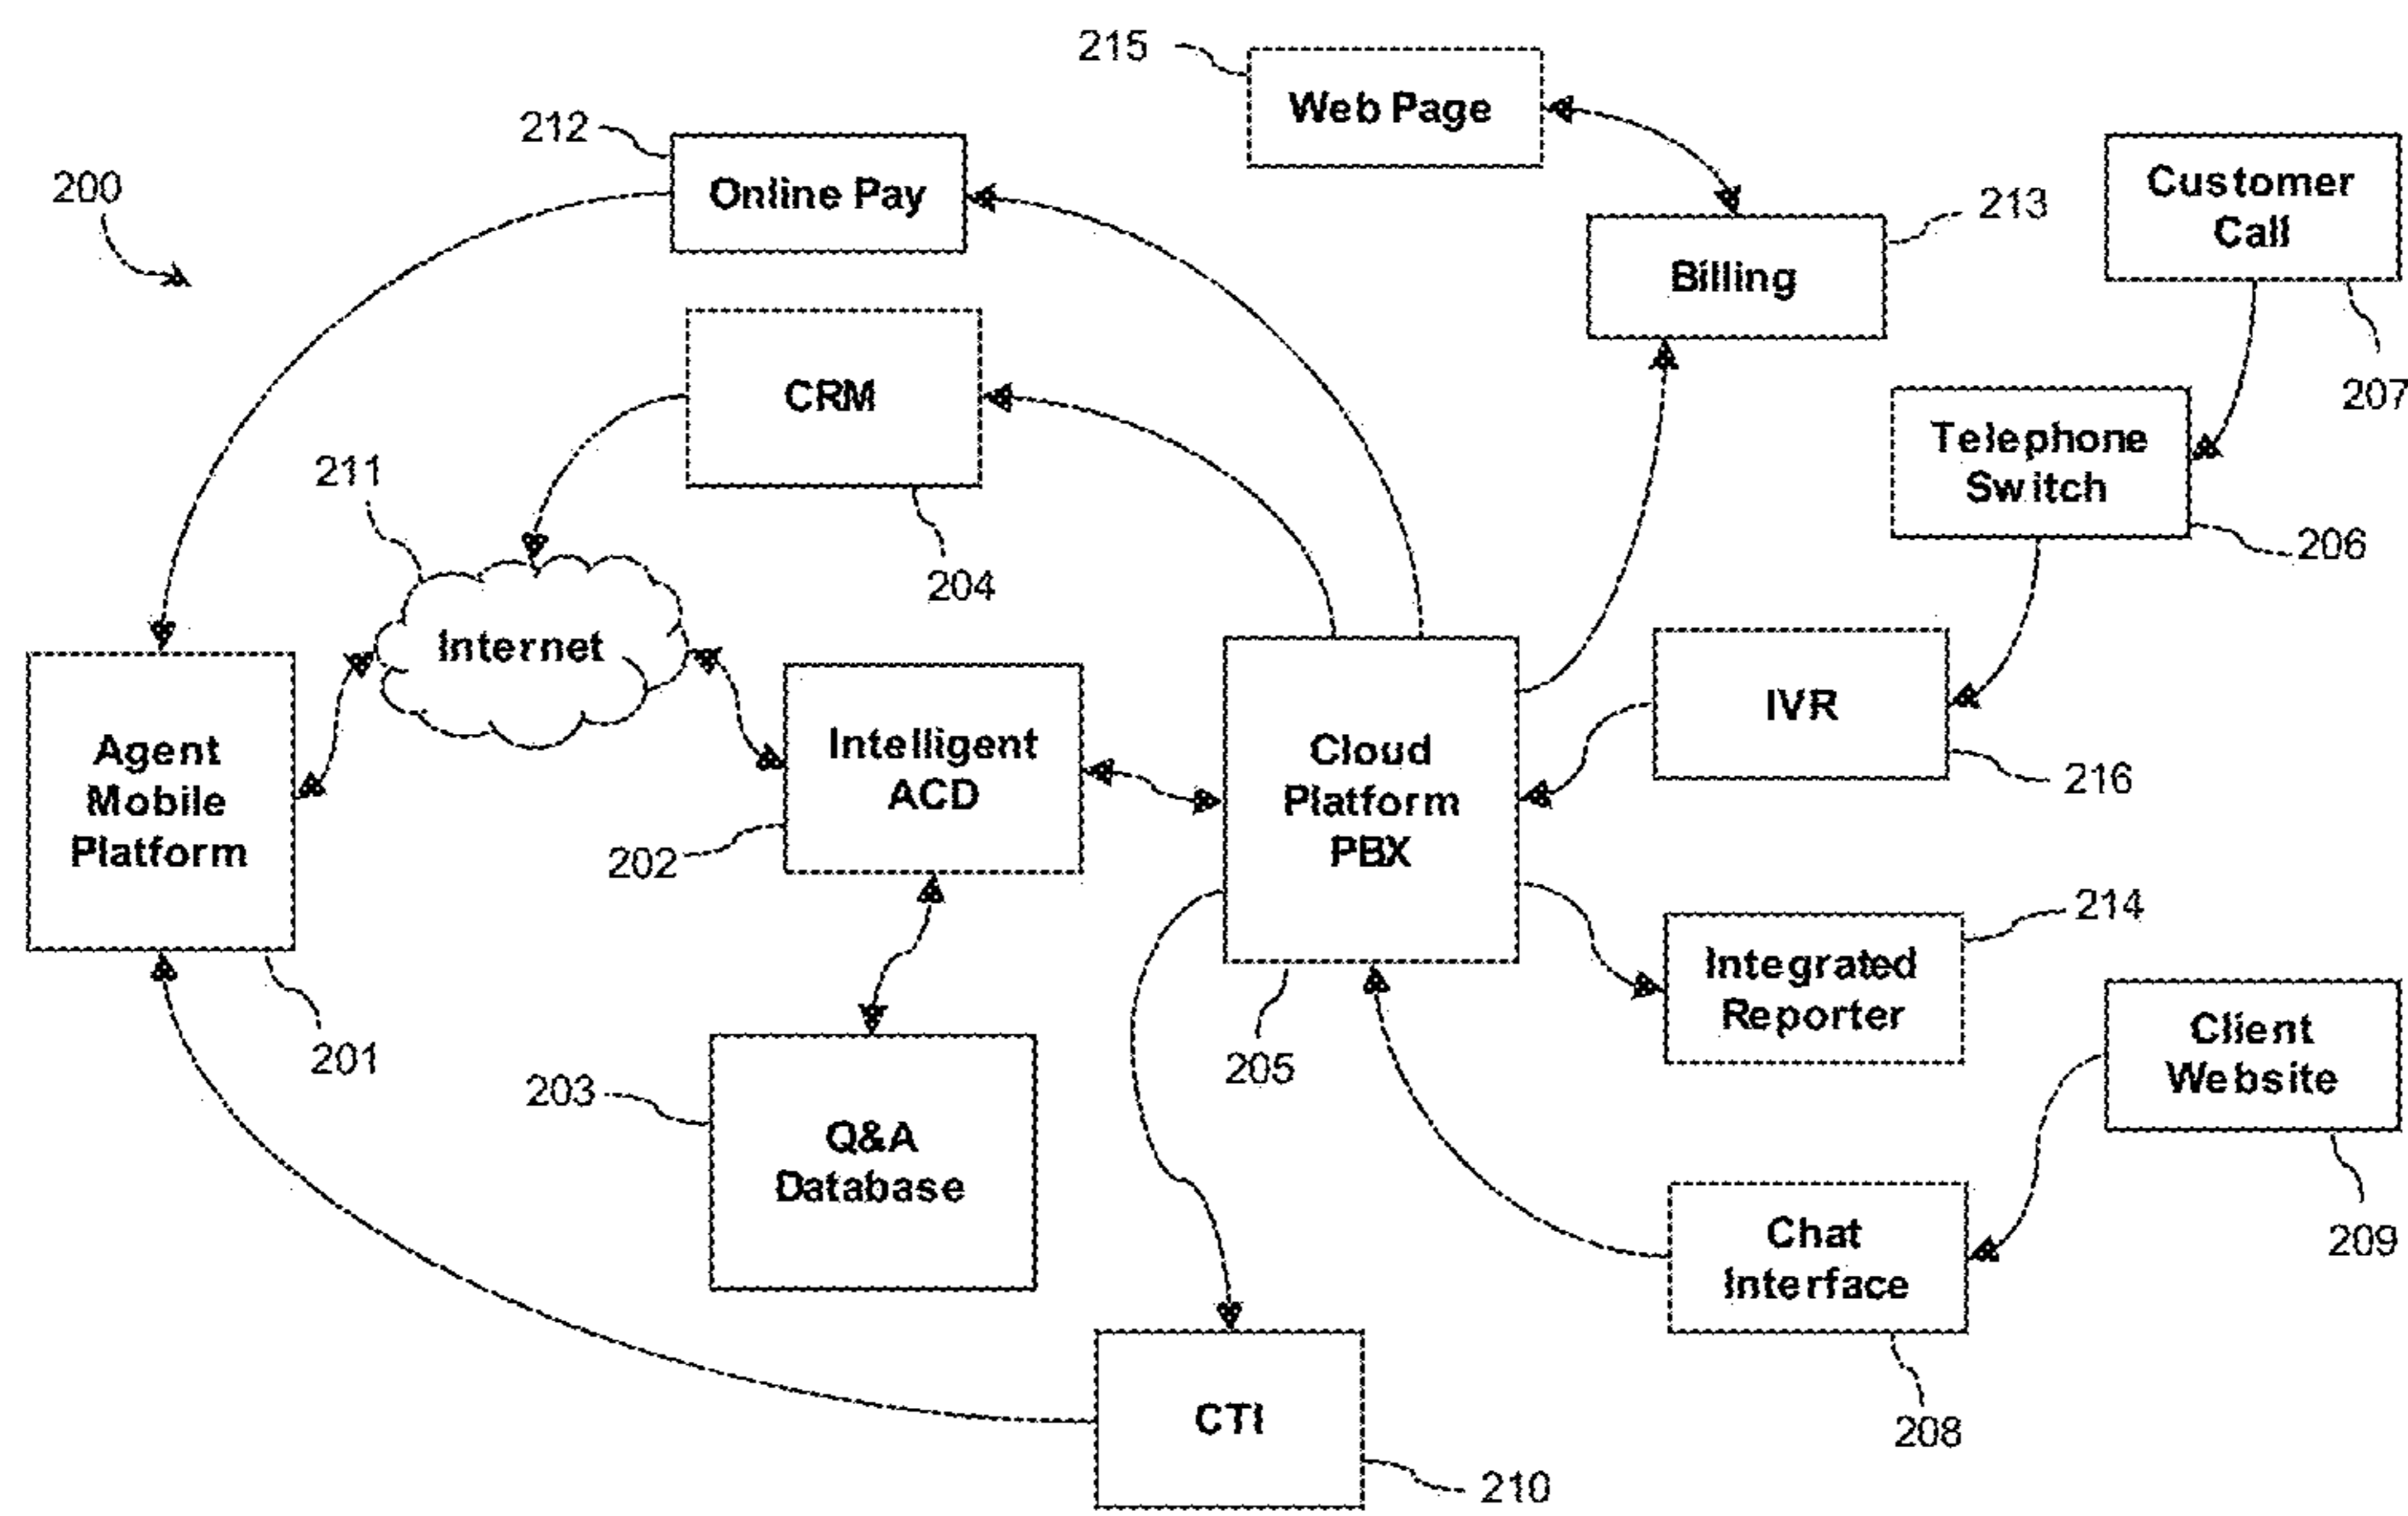 215
Web Page
212
Online Pay
Customer
Call
200
213
Billing
CRM
207
Telephone
Switch
211
206
204
Internet
IVR
Agent
Mobile
Platform
Intelligent
ACD
Cloud
Platform
PBX
216
202
214
Integrated
Reporter
201
205
Client
Website
203
Q&A
Database
209
Chat
Interface
CTI
208
210